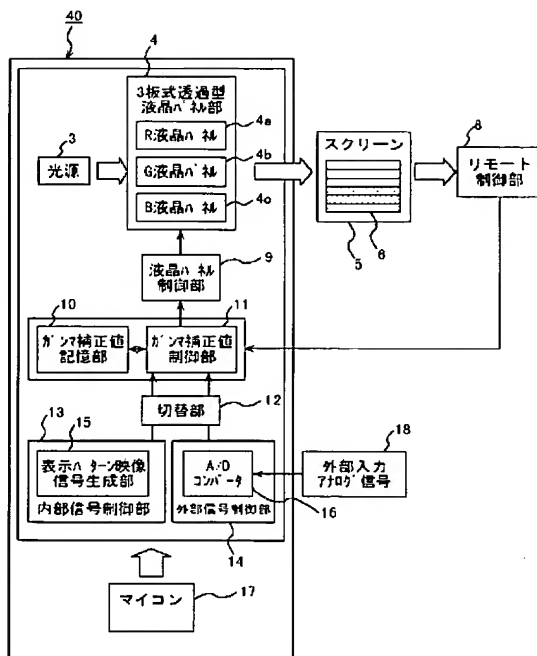 40
4
3板式透過型
液晶ﾊﾟﾈﾙ部
R液晶ﾊﾟﾈﾙ
4a
G液晶ﾊﾟﾈﾙ
4b
B液晶ﾊﾟﾈﾙ
4c
3
光源
スクリーン
5
6
8
リモート
制御部
9
液晶ﾊﾟﾈﾙ
制御部
10
ｶﾞﾝﾏ補正値
記憶部
11
ｶﾞﾝﾏ補正値
制御部
12
切替部
13
15
表示ﾊﾟﾀｰﾝ映像
信号生成部
内部信号制御部
A/D
コンバータ
16
外部信号制御部
14
18
外部入力
アナログ信号
マイコン
17